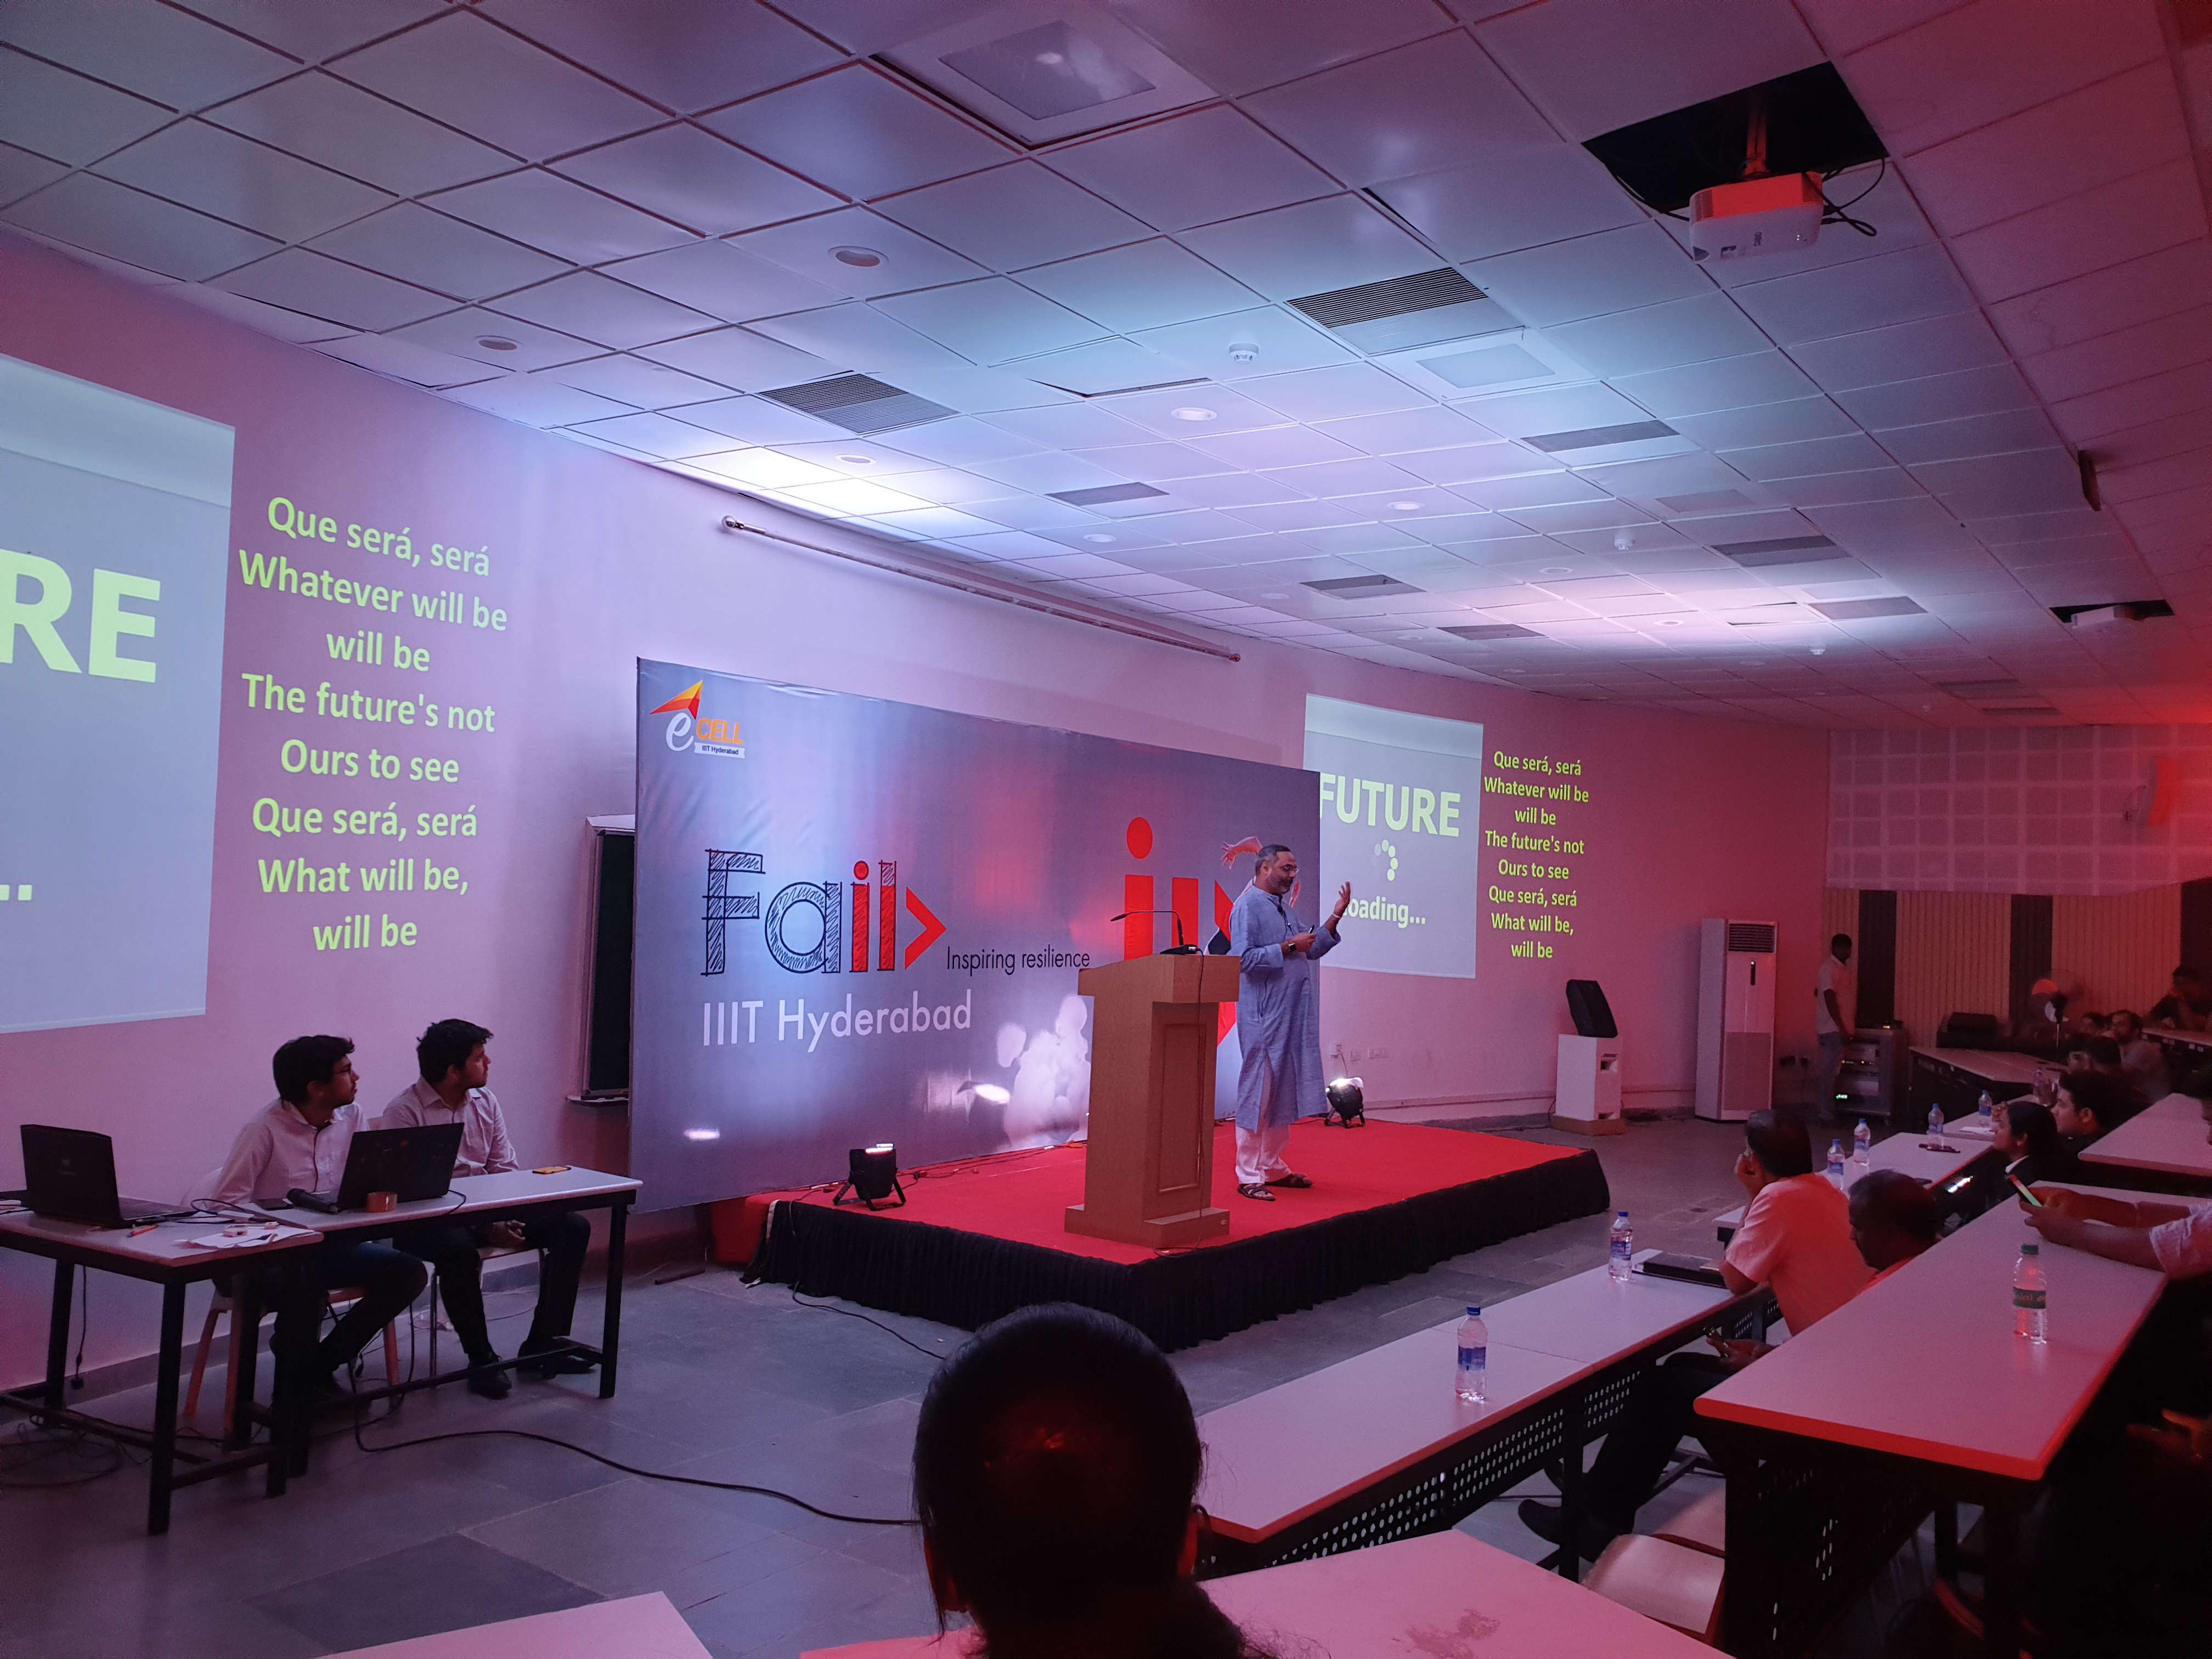 RE
...
Que será, será
Whatever will be
will be
The future's not
Ours to see
Que será, será
What will be,
will be
eCELL
IIIT Hyderabad
Fail>
Inspiring resilience
IIIT Hyderabad
FUTURE
oading...
Que será, será
Whatever will be
will be
The future's not
Ours to see
Que será, será
What will be,
will be